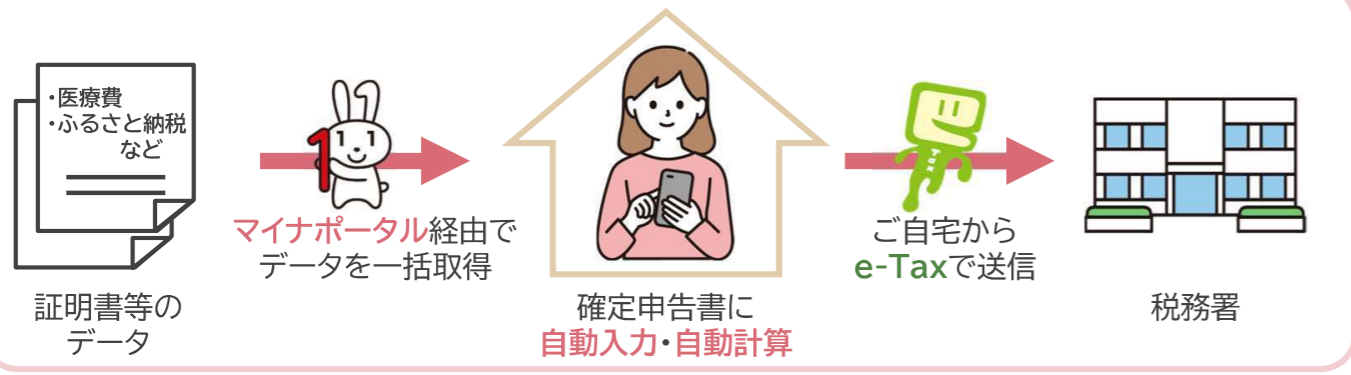 ・医療費
・ふるさと納税
など
証明書等の
データ
1
マイナポータル経由で
データを一括取得
確定申告書に
自動入力・自動計算
Tax
ご自宅から
e-Taxで送信
税務署